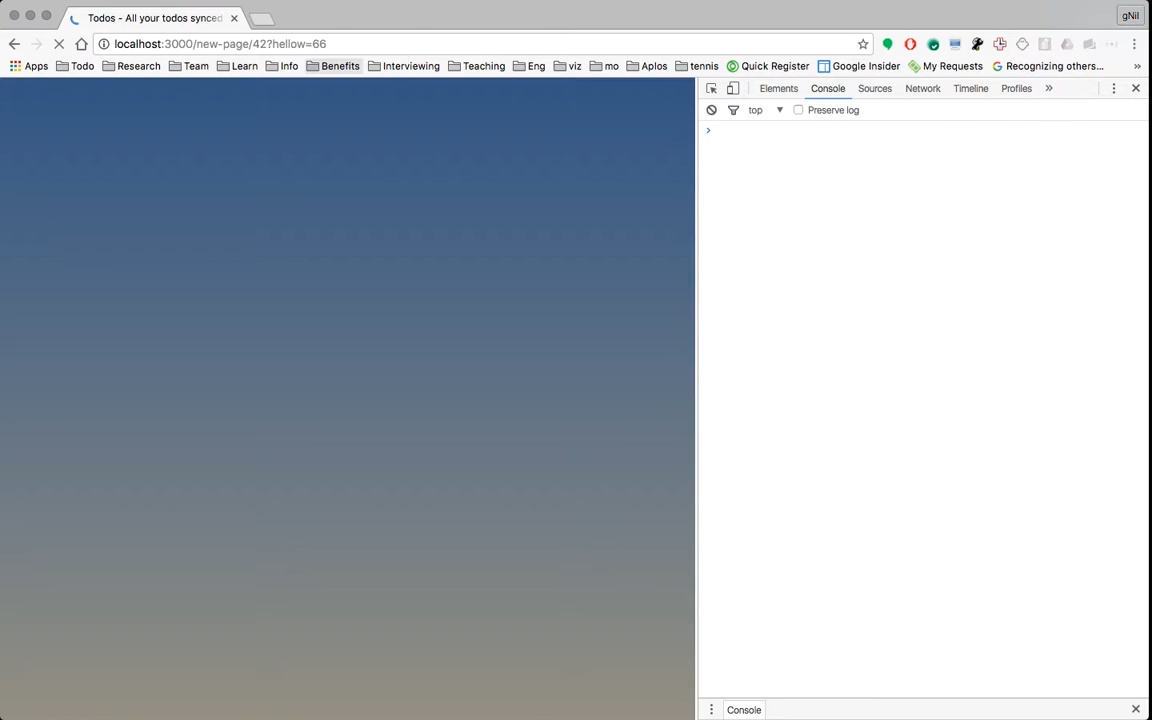 Todos - All your todos synced
gNil
localhost:3000/new-page/42?hellow=66
Apps Todo Research Team Learn Info Benefits Interviewing Teaching Eng viz mo Aplos tennis Quick Register Google Insider My Requests Recognizing others... »
Elements Console Sources Network Timeline Profiles »
top Preserve log
Console